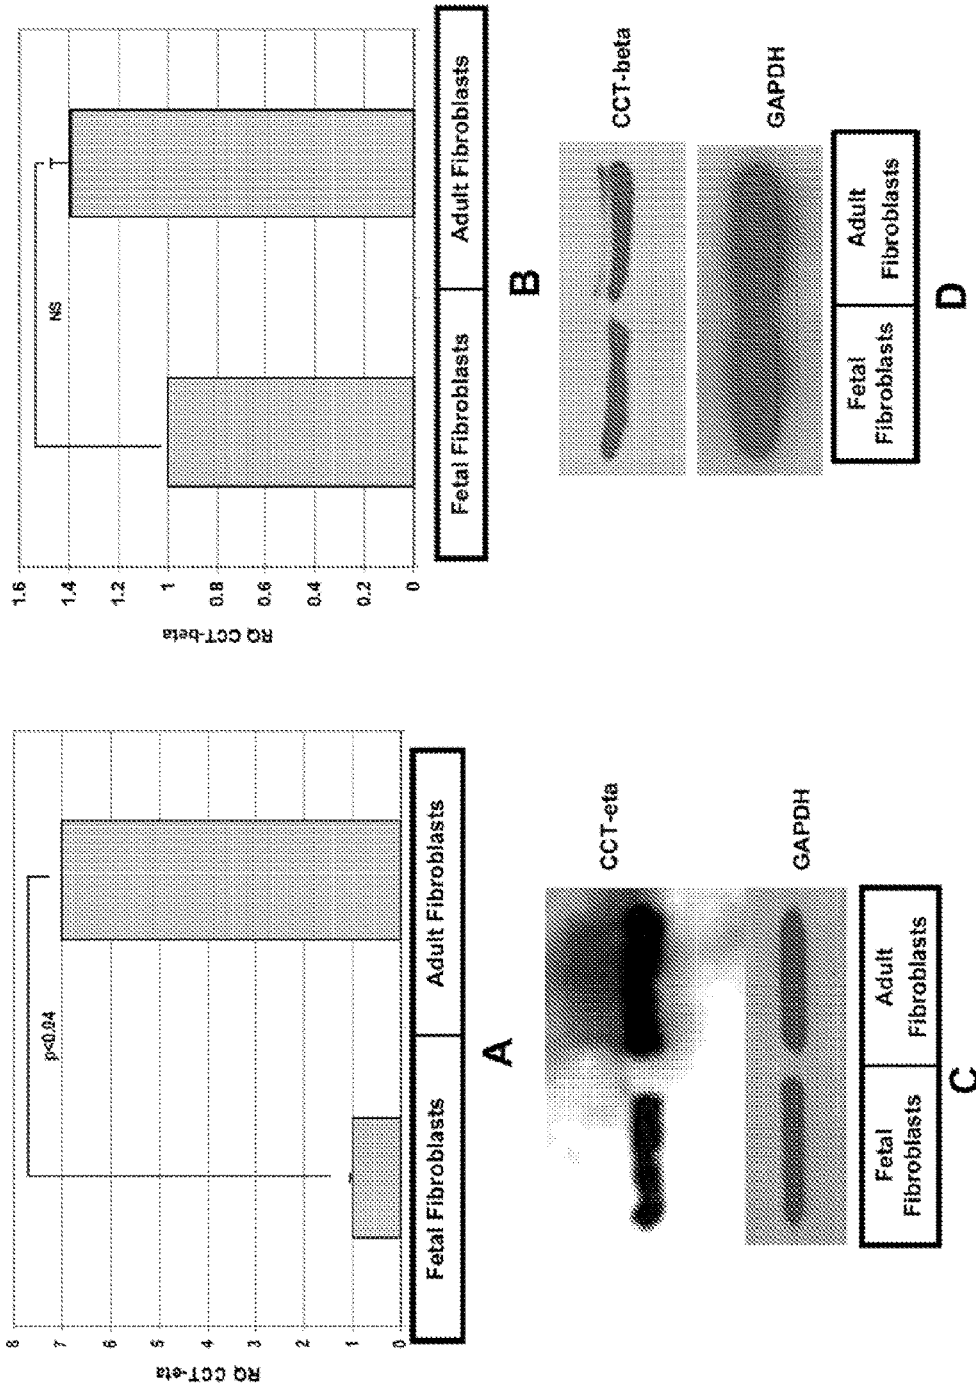 8
7
6
5
4
3
2
1
0
RQ CCT-eta
p<0.04
Fetal Fibroblasts
Adult Fibroblasts
A
1.6
1.4
1.2
1
0.8
0.6
0.4
0.2
0
RQ CCT-beta
NS
Fetal Fibroblasts
Adult Fibroblasts
B
CCT-eta
GAPDH
Fetal
Fibroblasts
Adult
Fibroblasts
C
CCT-beta
GAPDH
Fetal
Fibroblasts
Adult
Fibroblasts
D